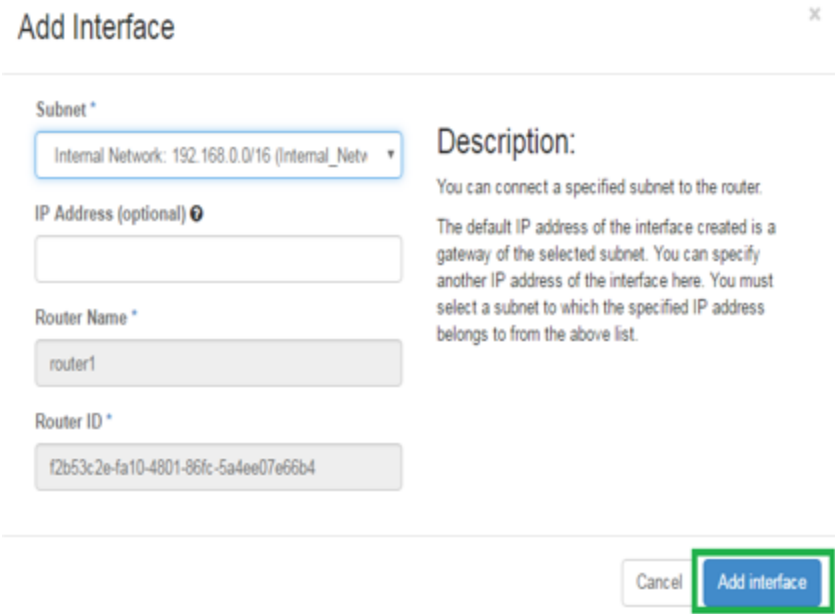 Add Interface
×
Subnet *
Internal Network: 192.168.0.0/16 (Internal_Netw
IP Address (optional)
Router Name *
router1
Router ID *
f2b53c2e-fa10-4801-86fc-5a4ee07e66b4
Description:
You can connect a specified subnet to the router.
The default IP address of the interface created is a
gateway of the selected subnet. You can specify
another IP address of the interface here. You must
select a subnet to which the specified IP address
belongs to from the above list.
Cancel
Add interface